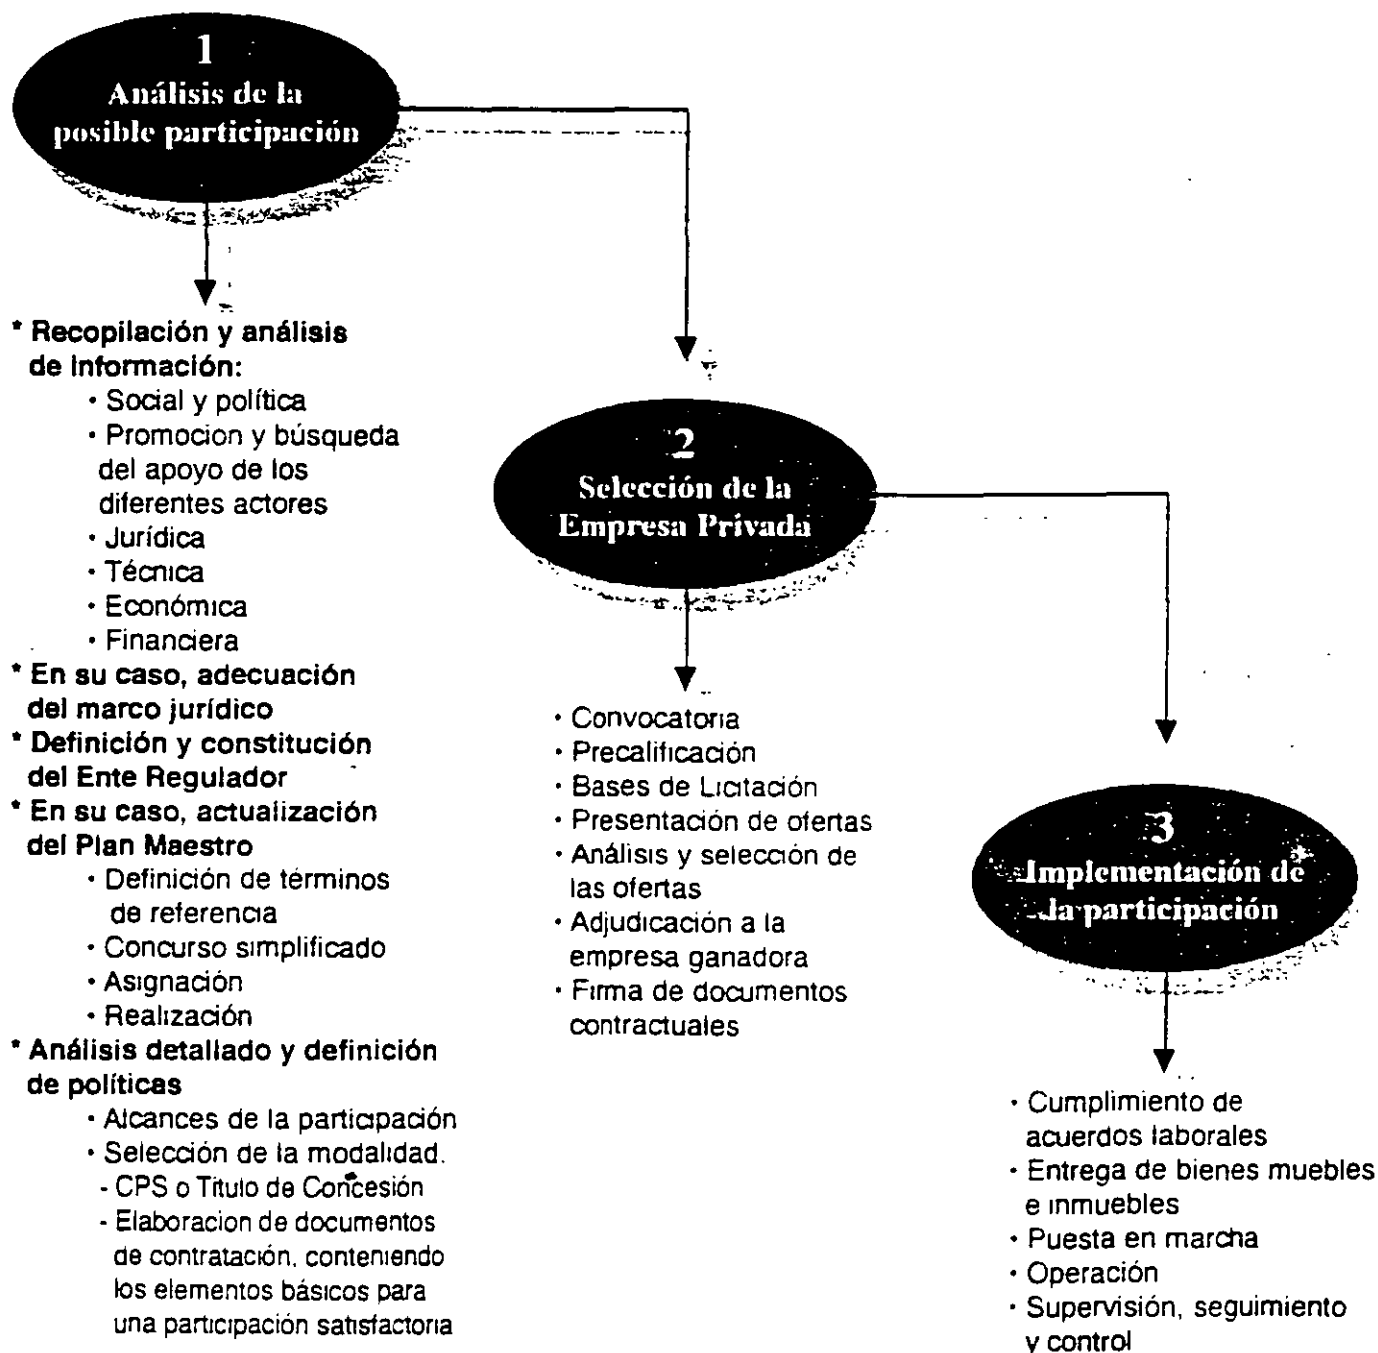 1
Análisis de la
posible participación
* Recopilación y análisis
de Información:
· Social y política
· Promocion y búsqueda
del apoyo de los
diferentes actores
· Jurídica
· Técnica
· Económica
· Financiera
* En su caso, adecuación
del marco jurídico
* Definición y constitución
del Ente Regulador
* En su caso, actualización
del Plan Maestro
· Definición de términos
de referencia
· Concurso simplificado
· Asignación
· Realización
* Análisis detallado y definición
de políticas
· Alcances de la participación
· Selección de la modalidad.
- CPS o Titulo de Concesión
- Elaboracion de documentos
de contratación, conteniendo
los elementos básicos para
una participación satisfactoria
2
Selección de la
Empresa Privada
· Convocatoria
· Precalificación
· Bases de Licitación
· Presentación de ofertas
· Análisis y selección de
las ofertas
· Adjudicación a la
empresa ganadora
· Firma de documentos
contractuales
3
Implementación de
la participación
· Cumplimiento de
acuerdos laborales
· Entrega de bienes muebles
e inmuebles
· Puesta en marcha
· Operación
· Supervisión, seguimiento
y control